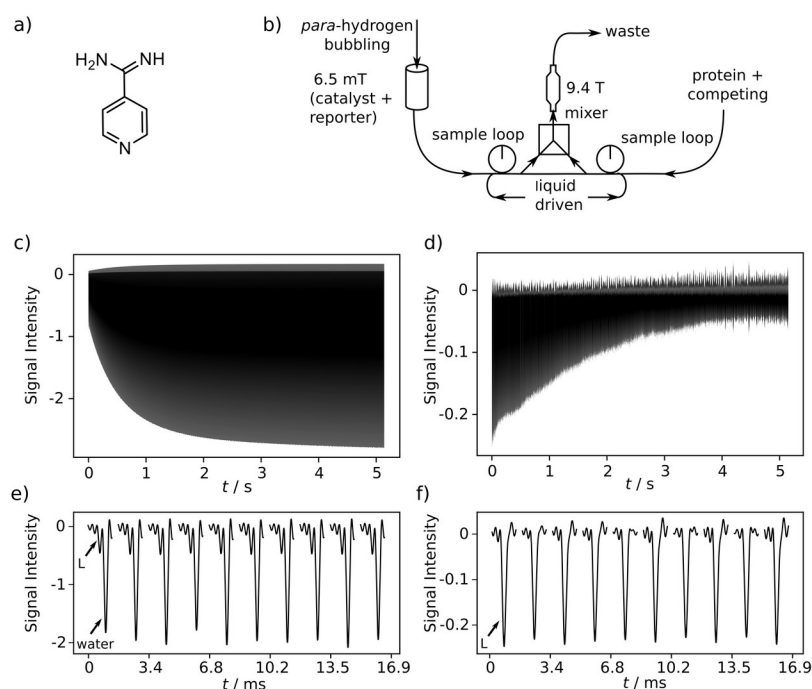 a)
H₂N
NH
N
b)
para-hydrogen
bubbling
6.5 mT
(catalyst +
reporter)
waste
9.4 T
mixer
protein +
competing
sample loop
sample loop
liquid
driven
c)
Signal Intensity
0
-1
-2
0 1 2 3 4 5
t / s
d)
Signal Intensity
0
-0.1
-0.2
0 1 2 3 4 5
t / s
e)
Signal Intensity
0
-1
-2
L
water
0 3.4 6.8 10.2 13.5 16.9
t / ms
f)
Signal Intensity
0
-0.1
-0.2
L
0 3.4 6.8 10.2 13.5 16.9
t / ms